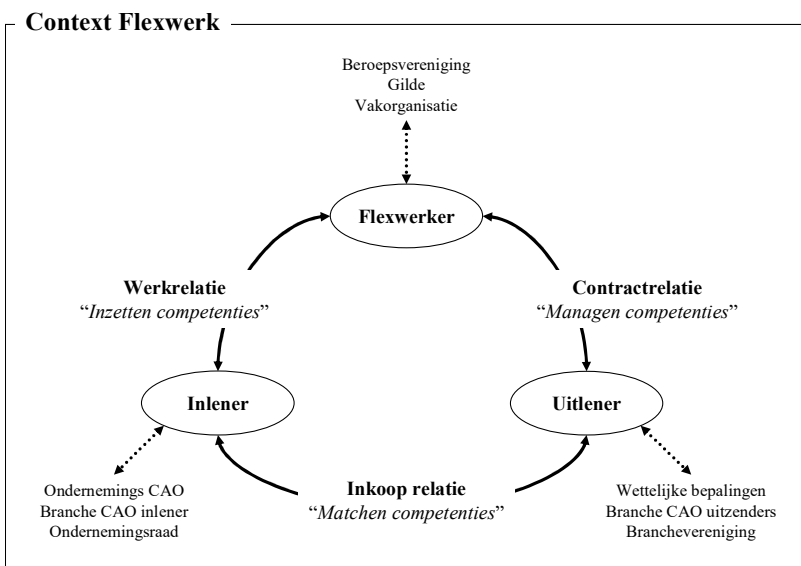 Context Flexwerk
Beroepsvereniging
Gilde
Vakorganisatie
Flexwerker
Werkrelatie
“Inzetten competenties”
Contractrelatie
“Managen competenties”
Inlener
Uitlener
Ondernemings CAO
Branche CAO inlener
Ondernemingsraad
Inkoop relatie
“Matchen competenties”
Wettelijke bepalingen
Branche CAO uitzenders
Branchevereniging